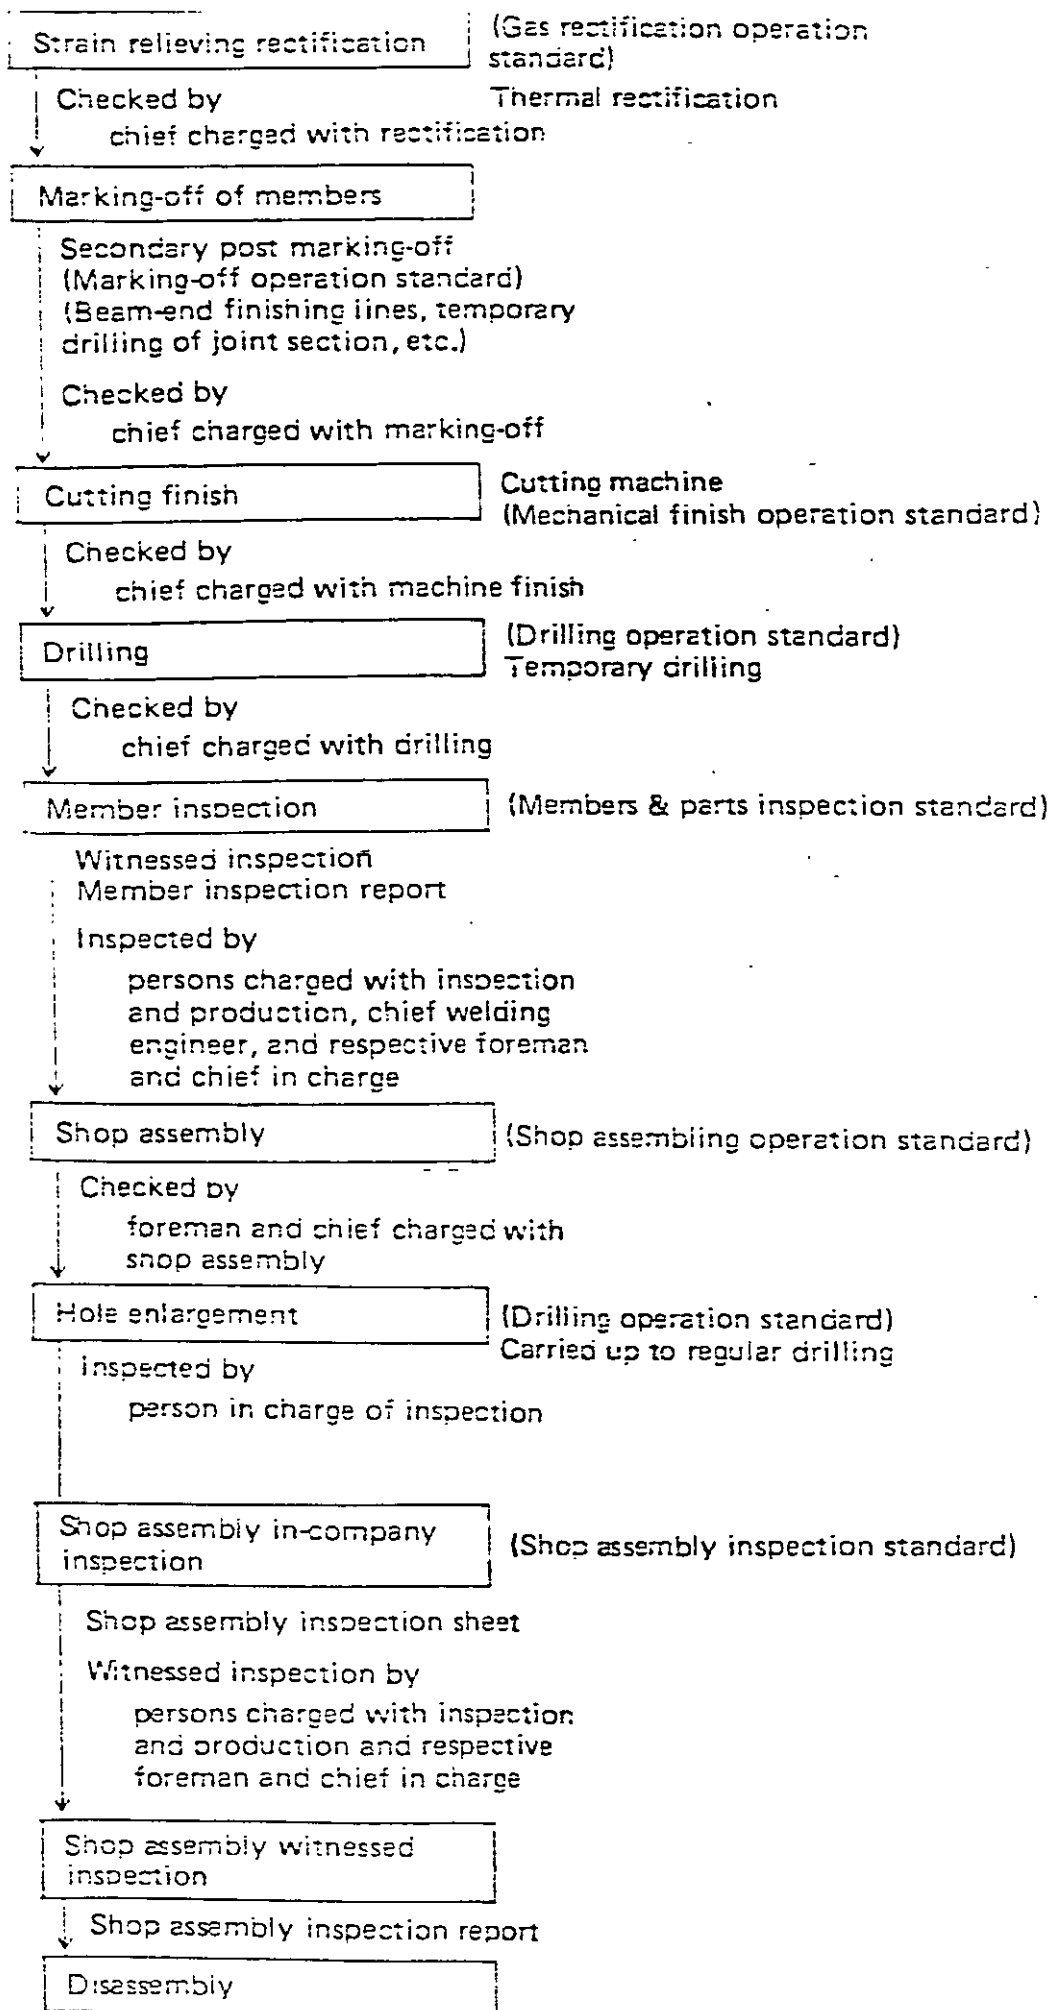 Strain relieving rectification
(Gas rectification operation
standard)
Thermal rectification
Checked by
chief charged with rectification
Marking-off of members
Secondary post marking-off
(Marking-off operation standard)
(Beam-end finishing lines, temporary
drilling of joint section, etc.)
Checked by
chief charged with marking-off
Cutting finish
Cutting machine
(Mechanical finish operation standard)
Checked by
chief charged with machine finish
Drilling
(Drilling operation standard)
Temporary drilling
Checked by
chief charged with drilling
Member inspection
(Members & parts inspection standard)
Witnessed inspection
Member inspection report
Inspected by
persons charged with inspection
and production, chief welding
engineer, and respective foreman
and chief in charge
Shop assembly
(Shop assembling operation standard)
Checked by
foreman and chief charged with
shop assembly
Hole enlargement
(Drilling operation standard)
Carried up to regular drilling
Inspected by
person in charge of inspection
Shop assembly in-company
inspection
(Shop assembly inspection standard)
Shop assembly inspection sheet
Witnessed inspection by
persons charged with inspection
and production and respective
foreman and chief in charge
Shop assembly witnessed
inspection
Shop assembly inspection report
Disassembly